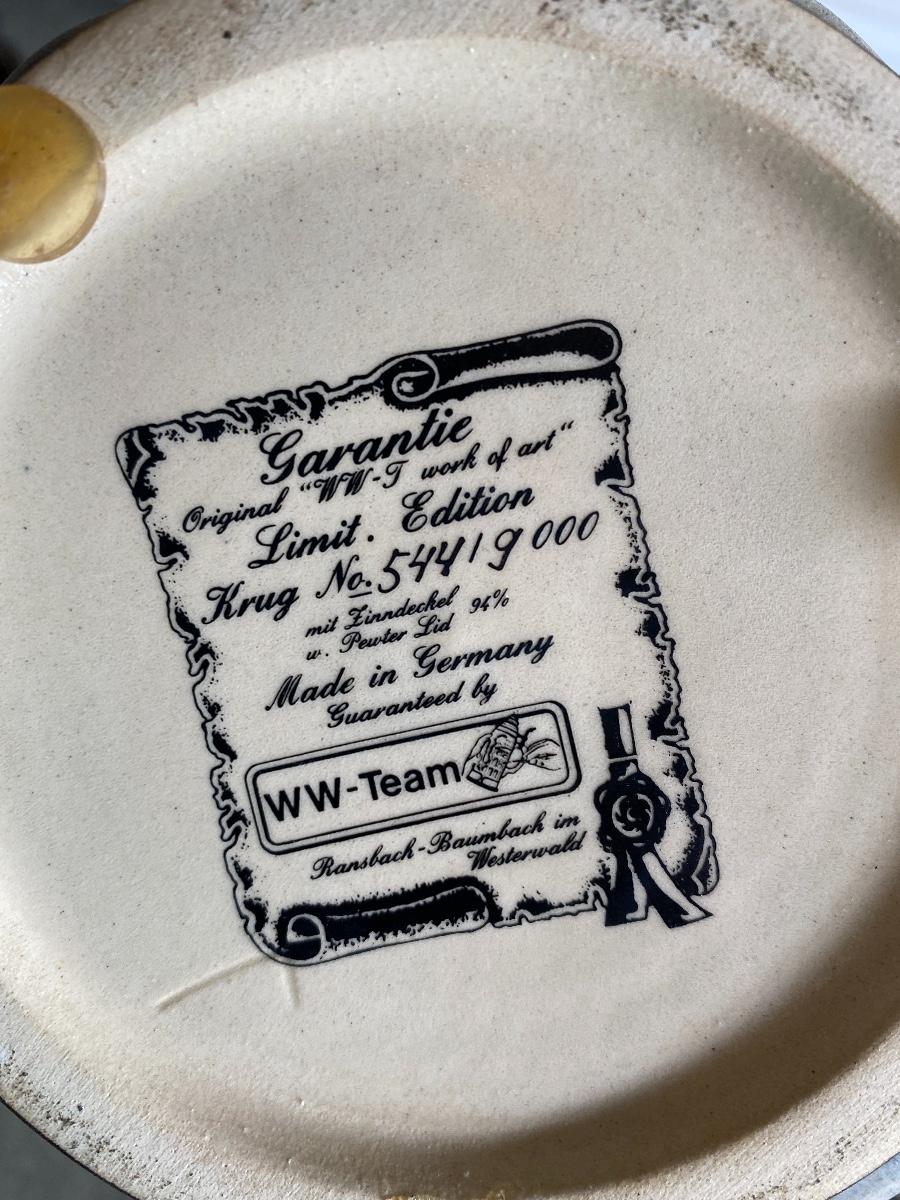 Garantie
Original "WW-T work of art"
Limit. Edition
Krug No. 544/9000
mit Zinndeckel 94%
w. Pewter Lid
Made in Germany
Guaranteed by
WW-Team
Ransbach-Baumbach im
Westerwald